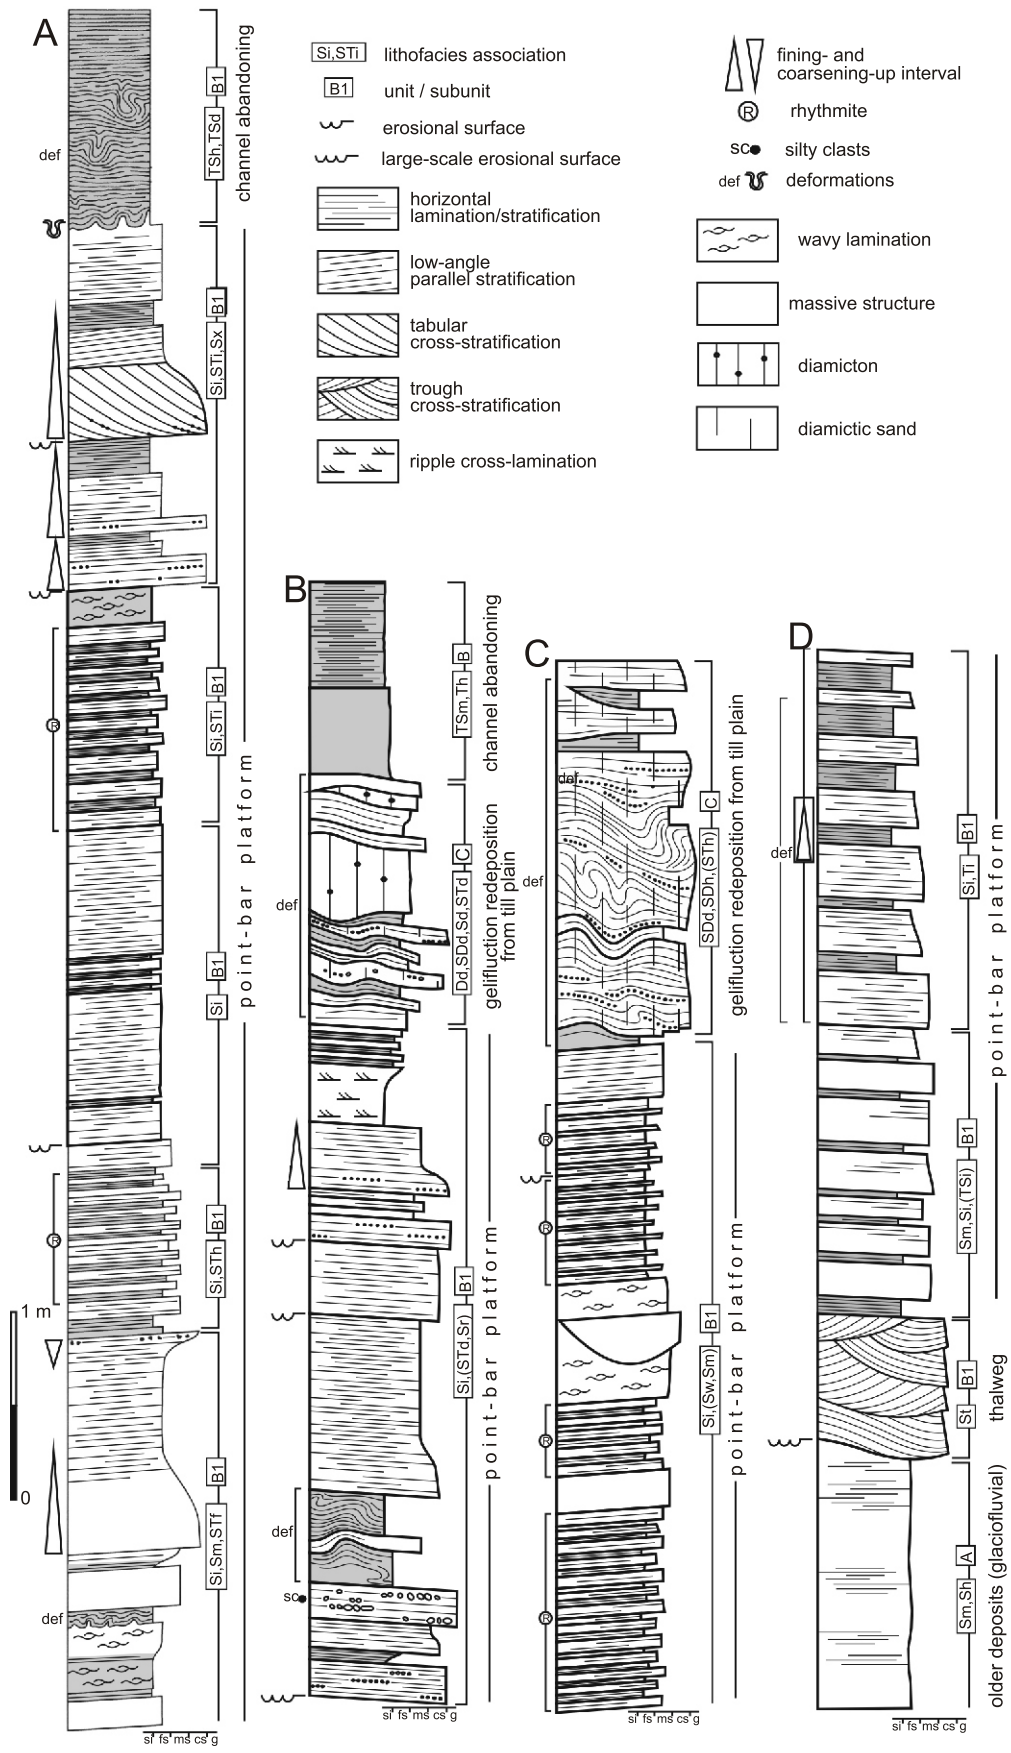 A
def
B1
TSh,TSd
channel abandoning
B1
Si,STi,Sx
R
B1
Si,STi
B1
Si
R
B1
Si,STh
1 m
0
B1
Si,Sm,STf
def
point-bar platform
si fs ms cs g
Si,STi lithofacies association
B1 unit / subunit
erosional surface
large-scale erosional surface
horizontal
lamination/stratification
low-angle
parallel stratification
tabular
cross-stratification
trough
cross-stratification
ripple cross-lamination
fining- and
coarsening-up interval
R rhythmite
sc silty clasts
def deformations
wavy lamination
massive structure
diamicton
diamictic sand
B
B
TSm,Th
channel abandoning
def
C
Dd,SDd,Sd,STd
gelifluction redeposition
from till plain
B1
Si,(STd,Sr)
point-bar platform
def
sc
si fs ms cs g
C
def
def
C
SDd,SDh,(STh)
gelifluction redeposition from till plain
R
R
R
R
B1
Si,(Sw,Sm)
point-bar platform
si fs ms cs g
D
def
B1
Si,Ti
B1
Sm,Si,(TSi)
point-bar platform
B1
St
thalweg
A
Sm,Sh
older deposits (glaciofluvial)
si fs ms cs g